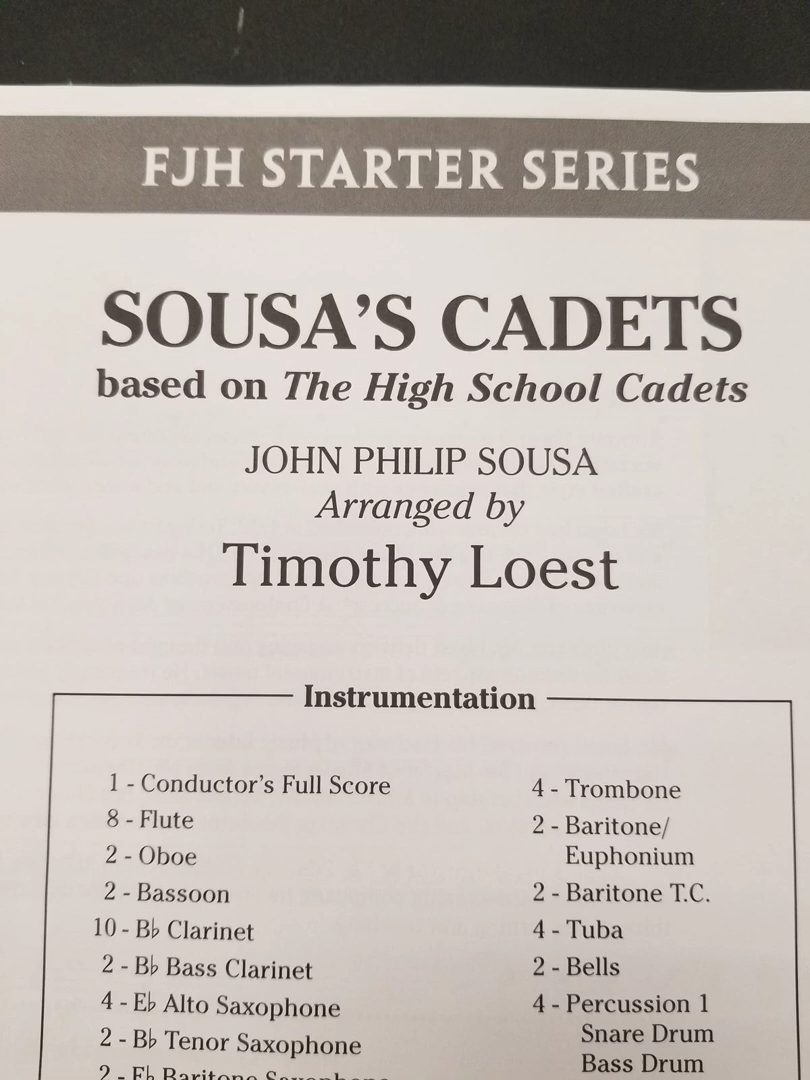 FJH STARTER SERIES
SOUSA'S CADETS
based on The High School Cadets
JOHN PHILIP SOUSA
Arranged by
Timothy Loest
Instrumentation
1 - Conductor's Full Score
8 - Flute
2 - Oboe
2 - Bassoon
10 - B♭ Clarinet
2 - B♭ Bass Clarinet
4 - E♭ Alto Saxophone
2 - B♭ Tenor Saxophone
2 - E♭ Baritone Saxophone
4 - Trombone
2 - Baritone/
Euphonium
2 - Baritone T.C.
4 - Tuba
2 - Bells
4 - Percussion 1
Snare Drum
Bass Drum